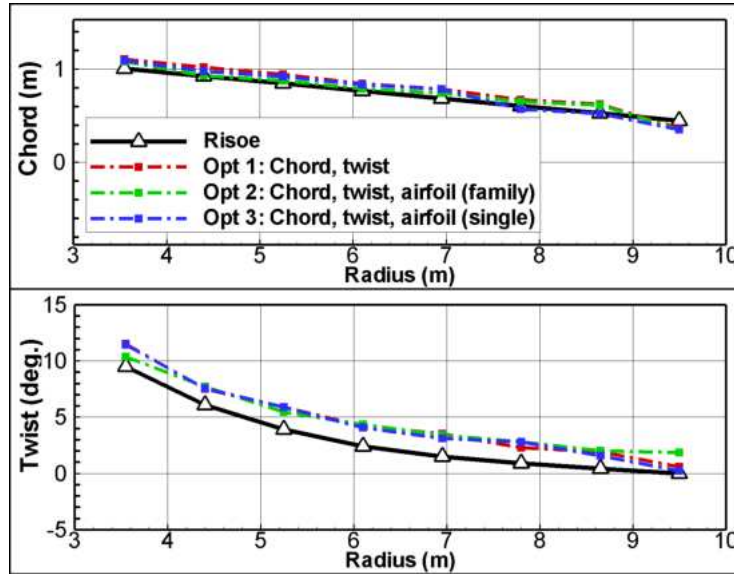 Chord (m)
1
0
Risoe
Opt 1: Chord, twist
Opt 2: Chord, twist, airfoil (family)
Opt 3: Chord, twist, airfoil (single)
3 4 5 6 7 8 9 10
Radius (m)
Twist (deg.)
15
10
5
0
-5
3 4 5 6 7 8 9 10
Radius (m)